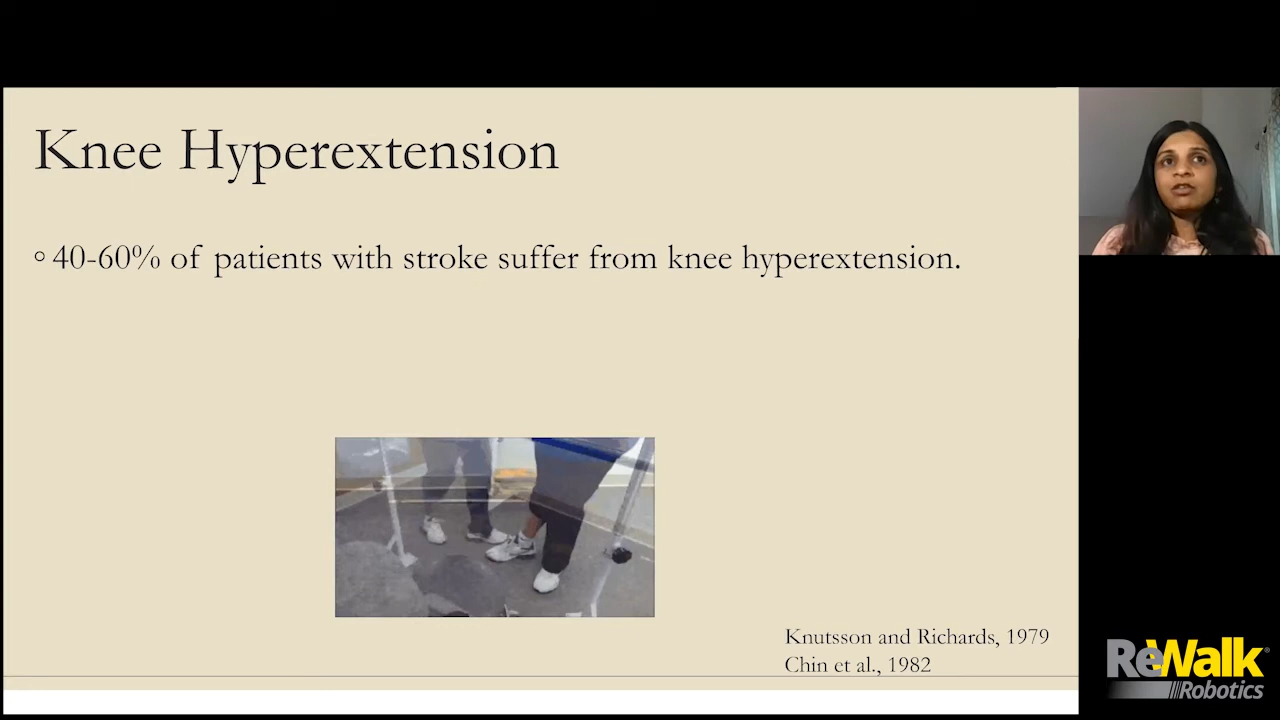 Knee Hyperextension
◦ 40-60% of patients with stroke suffer from knee hyperextension.
Knutsson and Richards, 1979
Chin et al., 1982
ReWalk®
Robotics